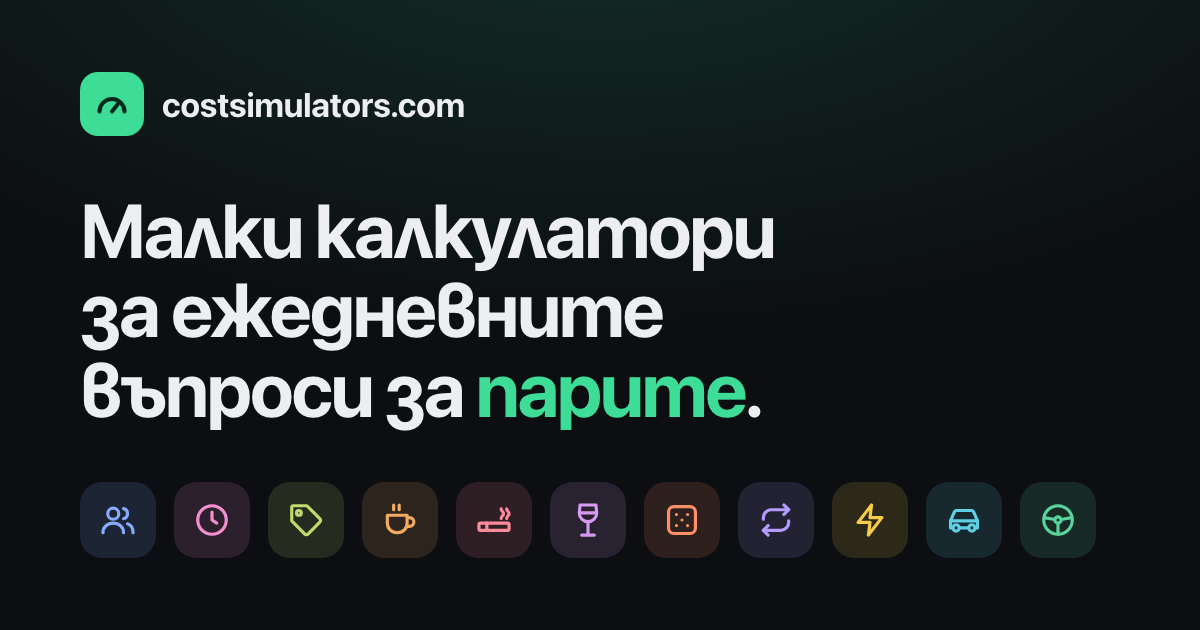 costsimulators.com
Малки калкулатори
за ежедневните
въпроси за парите.